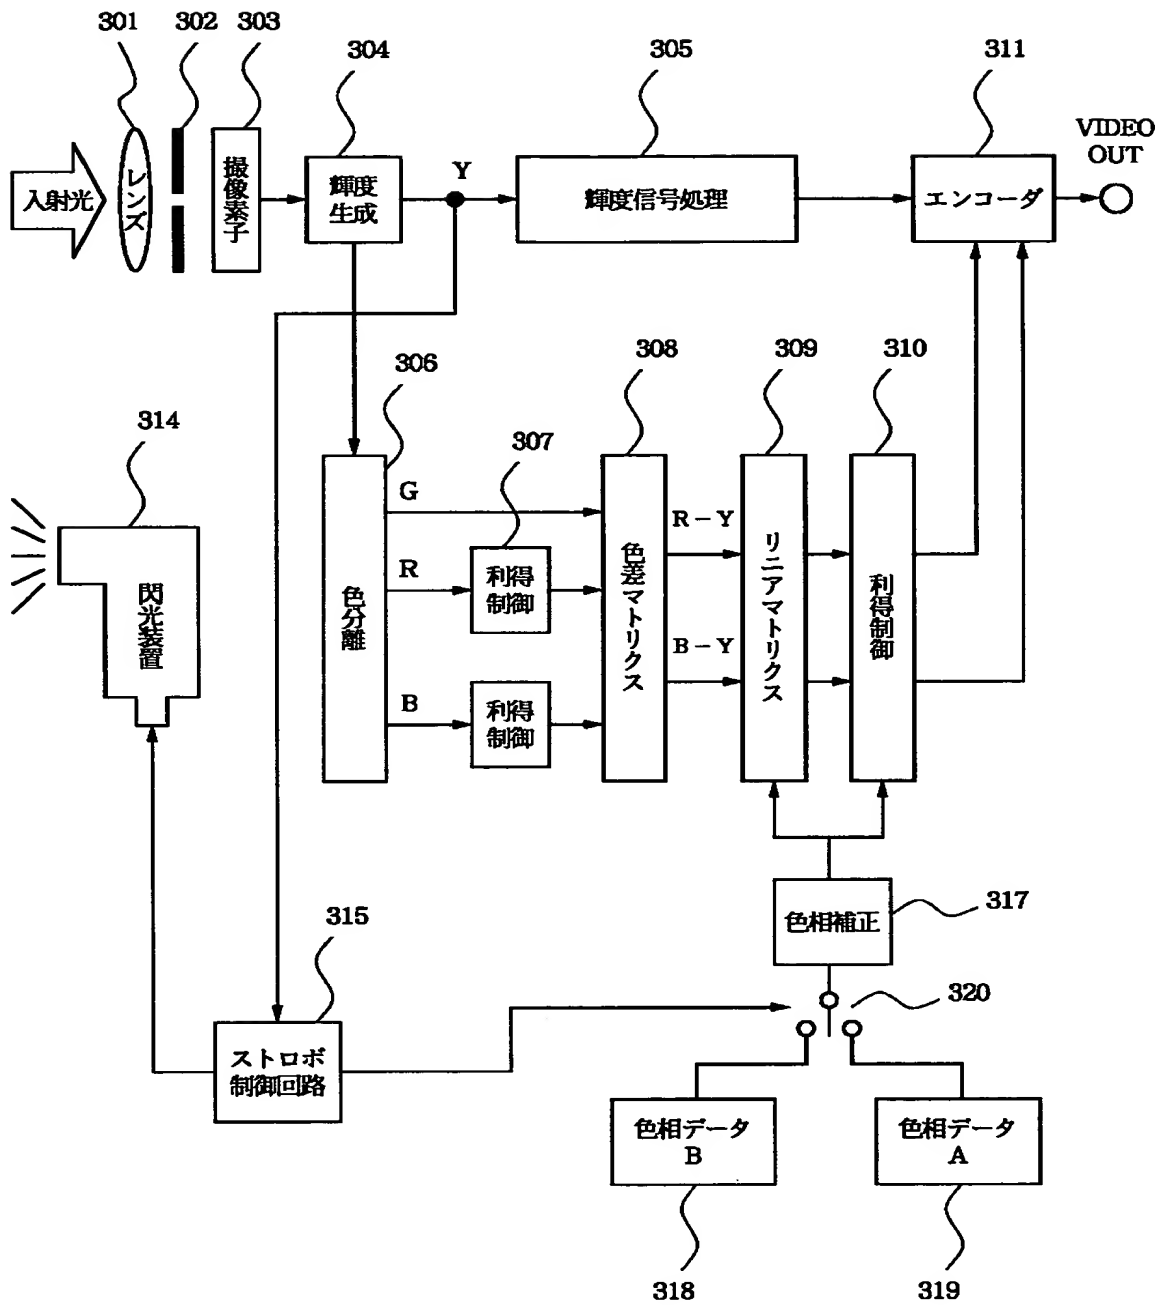 301
302
303
304
305
311
VIDEO
OUT
入射光
レンズ
撮像素子
輝度
生成
Y
輝度信号処理
エンコーダ
306
307
308
309
310
314
閃光装置
色分離
G
R
B
利得
制御
利得
制御
色差マトリクス
R－Y
B－Y
リニアマトリクス
利得制御
315
ストロボ
制御回路
色相補正
317
320
色相データ
B
色相データ
A
318
319